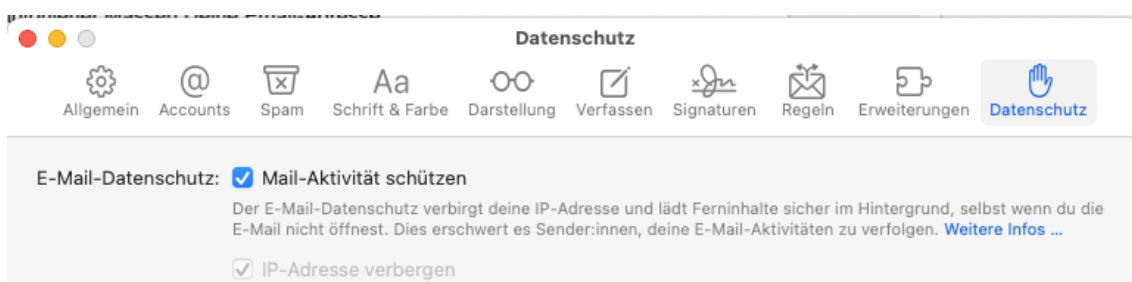 Datenschutz
Allgemein Accounts Spam Schrift & Farbe Darstellung Verfassen Signaturen Regeln Erweiterungen Datenschutz
E-Mail-Datenschutz: Mail-Aktivität schützen
Der E-Mail-Datenschutz verbirgt deine IP-Adresse und lädt Ferninhalte sicher im Hintergrund, selbst wenn du die
E-Mail nicht öffnest. Dies erschwert es Sender:innen, deine E-Mail-Aktivitäten zu verfolgen. Weitere Infos ...
IP-Adresse verbergen